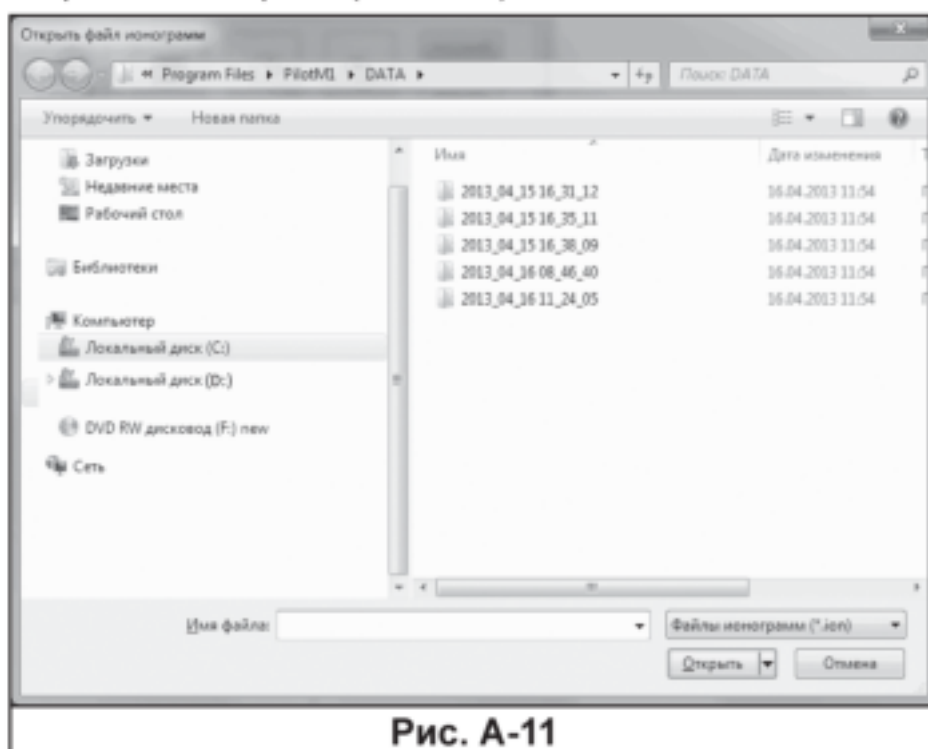 Открыть файл ионограмм
Program Files ▸ PilotM1 ▸ DATA ▸
Поиск: DATA
Упорядочить
Новая папка
Загрузки
Недавние места
Рабочий стол
Библиотеки
Компьютер
Локальный диск (C:)
Локальный диск (D:)
DVD RW дисковод (F:) new
Сеть
Имя
Дата изменения
2013_04_15 16_31_12
16.04.2013 11:54
2013_04_15 16_35_11
16.04.2013 11:54
2013_04_15 16_38_09
16.04.2013 11:54
2013_04_16 08_46_40
16.04.2013 11:54
2013_04_16 11_24_05
16.04.2013 11:54
Имя файла:
Файлы ионограмм (*.ion)
Открыть
Отмена
Рис. А-11